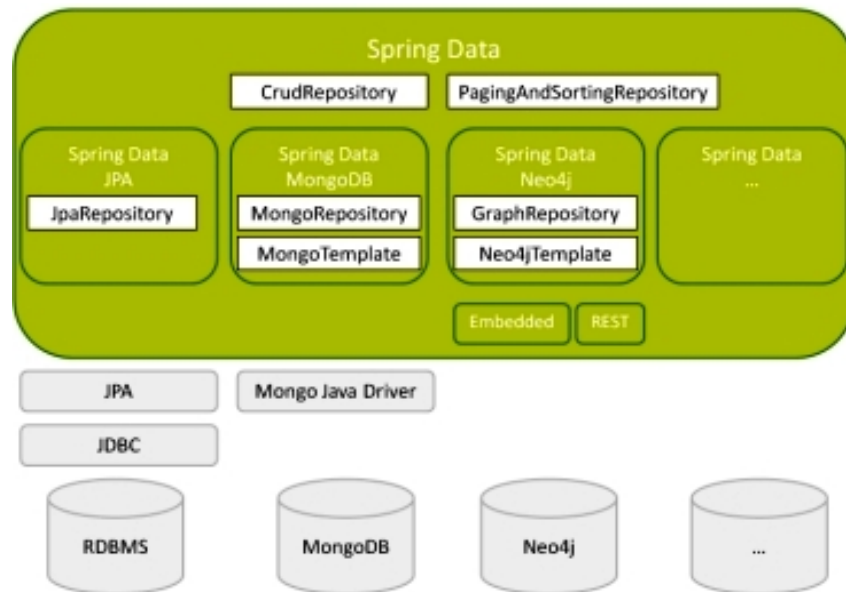 Spring Data
CrudRepository
PagingAndSortingRepository
Spring Data
JPA
JpaRepository
Spring Data
MongoDB
MongoRepository
MongoTemplate
Spring Data
Neo4j
GraphRepository
Neo4jTemplate
Spring Data
...
Embedded
REST
JPA
Mongo Java Driver
JDBC
RDBMS
MongoDB
Neo4j
...